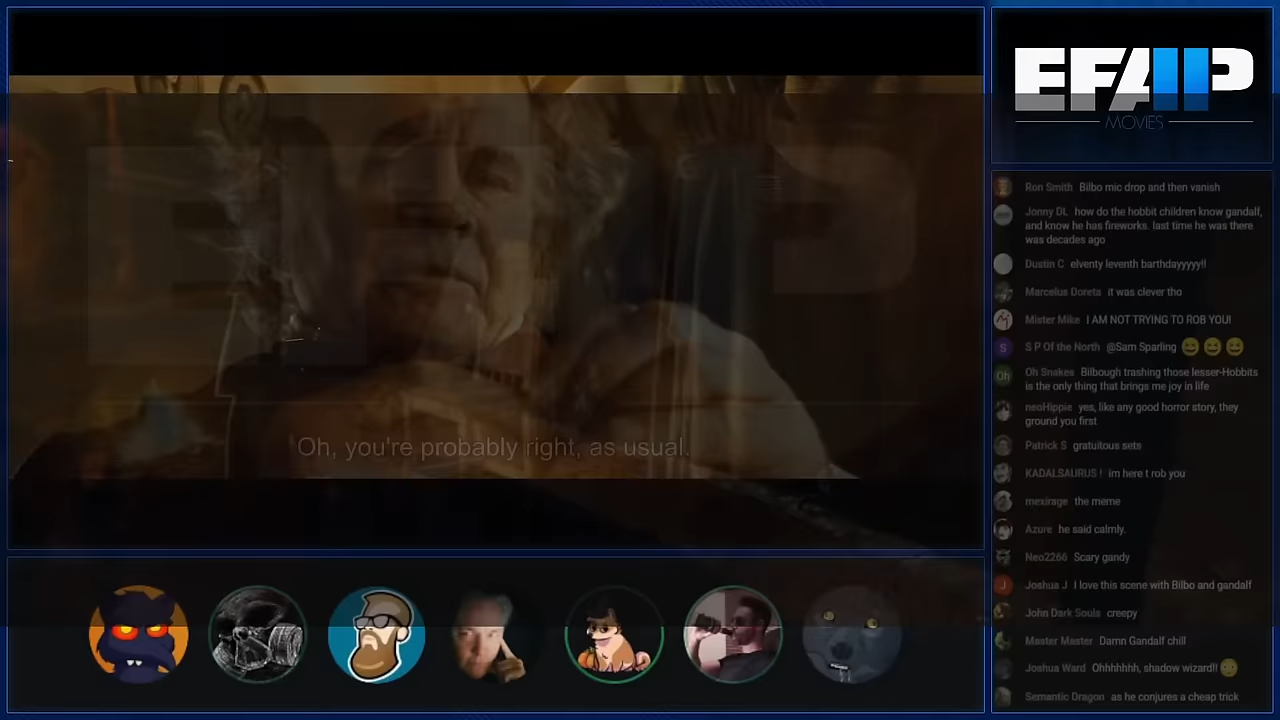 EFAP
MOVIES
Oh, you're probably right, as usual.
Ron Smith Bilbo mic drop and then vanish
Jonny DL how do the hobbit children know gandalf,
and know he has fireworks. last time he was there
was decades ago
Dustin C elventy leventh barthdayyyyy!!
Marcelus Doreta it was clever tho
Mister Mike I AM NOT TRYING TO ROB YOU!
S
S P Of the North @Sam Sparling
Oh
Oh Snakes Bilbough trashing those lesser-Hobbits
is the only thing that brings me joy in life
neoHippie yes, like any good horror story, they
ground you first
Patrick S gratuitous sets
KADALSAURUS ! im here t rob you
mexirage the meme
Azure he said calmly.
Neo2266 Scary gandy
J
Joshua J I love this scene with Bilbo and gandalf
John Dark Souls creepy
Master Master Damn Gandalf chill
Joshua Ward Ohhhhhhh, shadow wizard!!
Semantic Dragon as he conjures a cheap trick